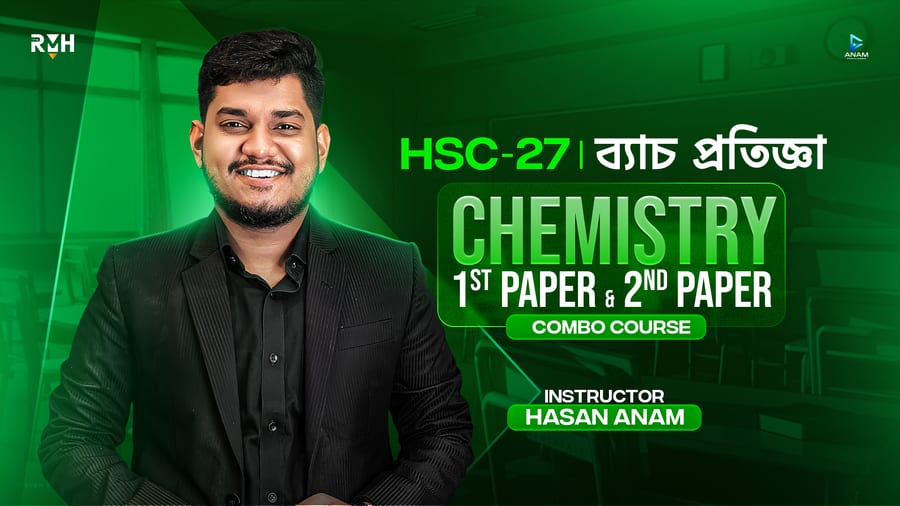 RMH
ANAM
HSC-27 | ব্যাচ প্রতিজ্ঞা
CHEMISTRY
1ST PAPER & 2ND PAPER
COMBO COURSE
INSTRUCTOR
HASAN ANAM